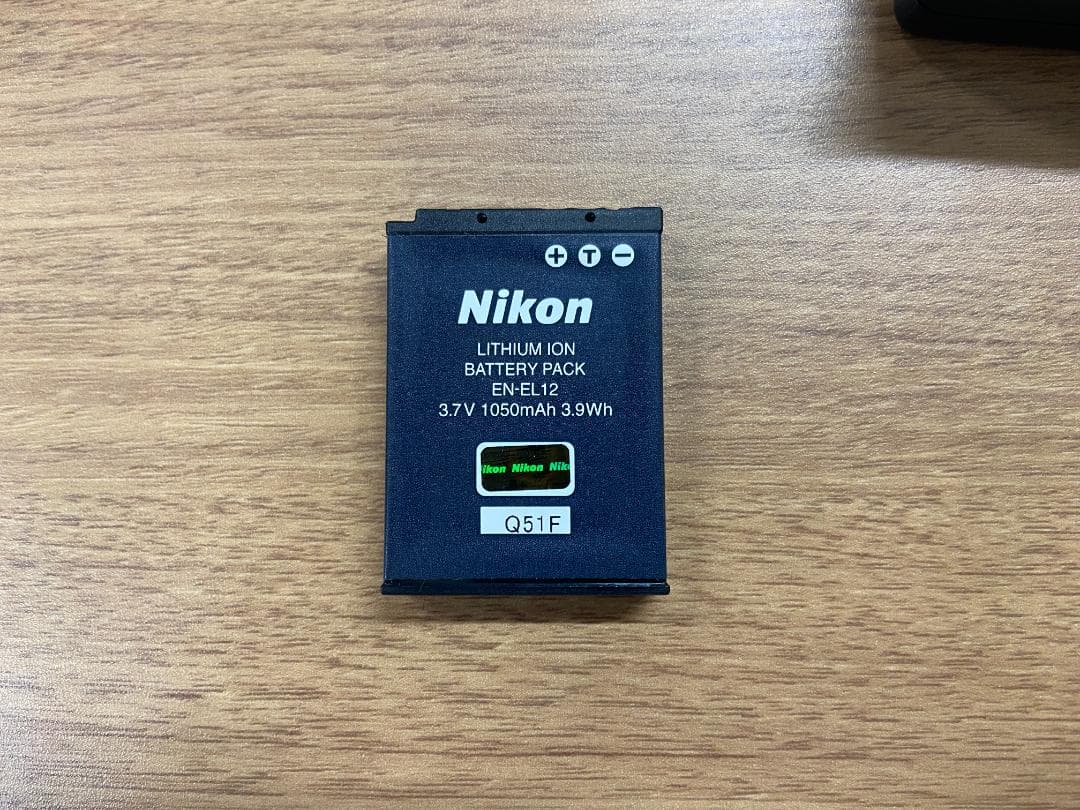 + T −
Nikon
LITHIUM ION
BATTERY PACK
EN-EL12
3.7V 1050mAh 3.9Wh
ikon Nikon Nik
Q51F